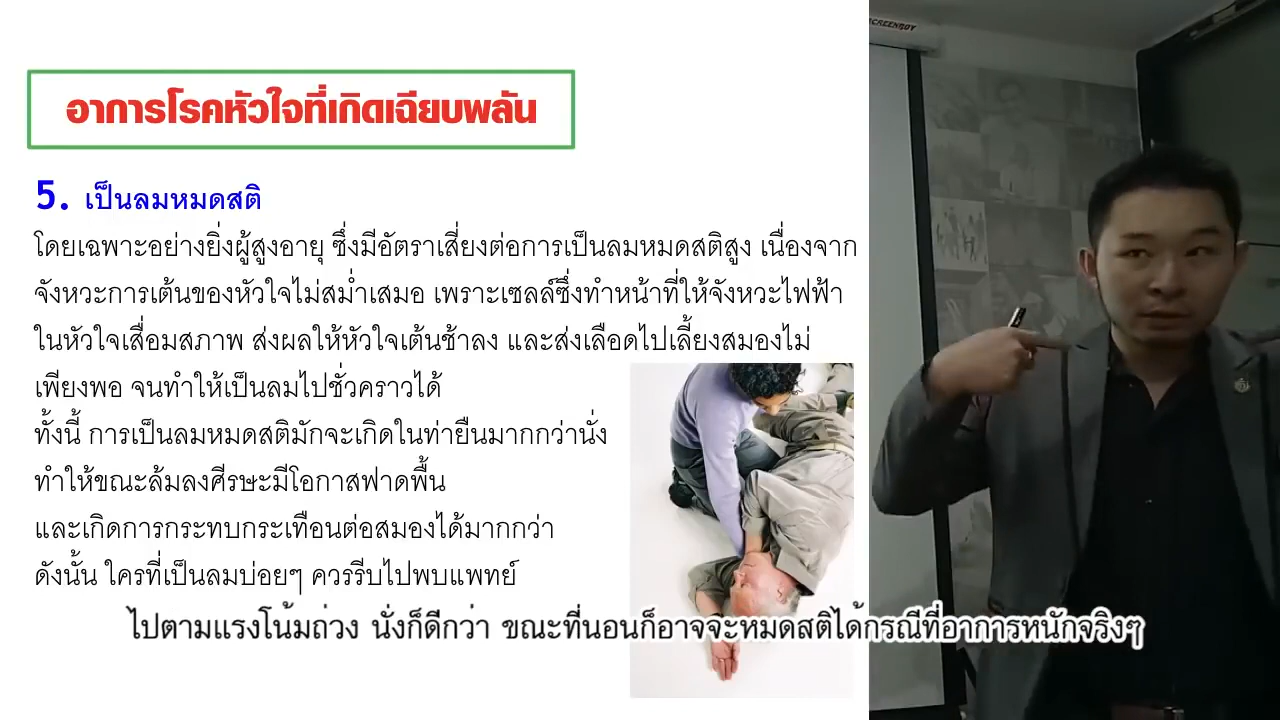 SCREENBOY
อาการโรคหัวใจที่เกิดเฉียบพลัน
5. เป็นลมหมดสติ
โดยเฉพาะอย่างยิ่งผู้สูงอายุ ซึ่งมีอัตราเสี่ยงต่อการเป็นลมหมดสติสูง เนื่องจาก
จังหวะการเต้นของหัวใจไม่สม่ำเสมอ เพราะเซลล์ซึ่งทำหน้าที่ให้จังหวะไฟฟ้า
ในหัวใจเสื่อมสภาพ ส่งผลให้หัวใจเต้นช้าลง และส่งเลือดไปเลี้ยงสมองไม่
เพียงพอ จนทำให้เป็นลมไปชั่วคราวได้
ทั้งนี้ การเป็นลมหมดสติมักจะเกิดในท่ายืนมากกว่านั่ง
ทำให้ขณะล้มลงศีรษะมีโอกาสฟาดพื้น
และเกิดการกระทบกระเทือนต่อสมองได้มากกว่า
ดังนั้น ใครที่เป็นลมบ่อยๆ ควรรีบไปพบแพทย์
ไปตามแรงโน้มถ่วง นั่งก็ดีกว่า ขณะที่นอนก็อาจจะหมดสติได้กรณีที่อาการหนักจริงๆ